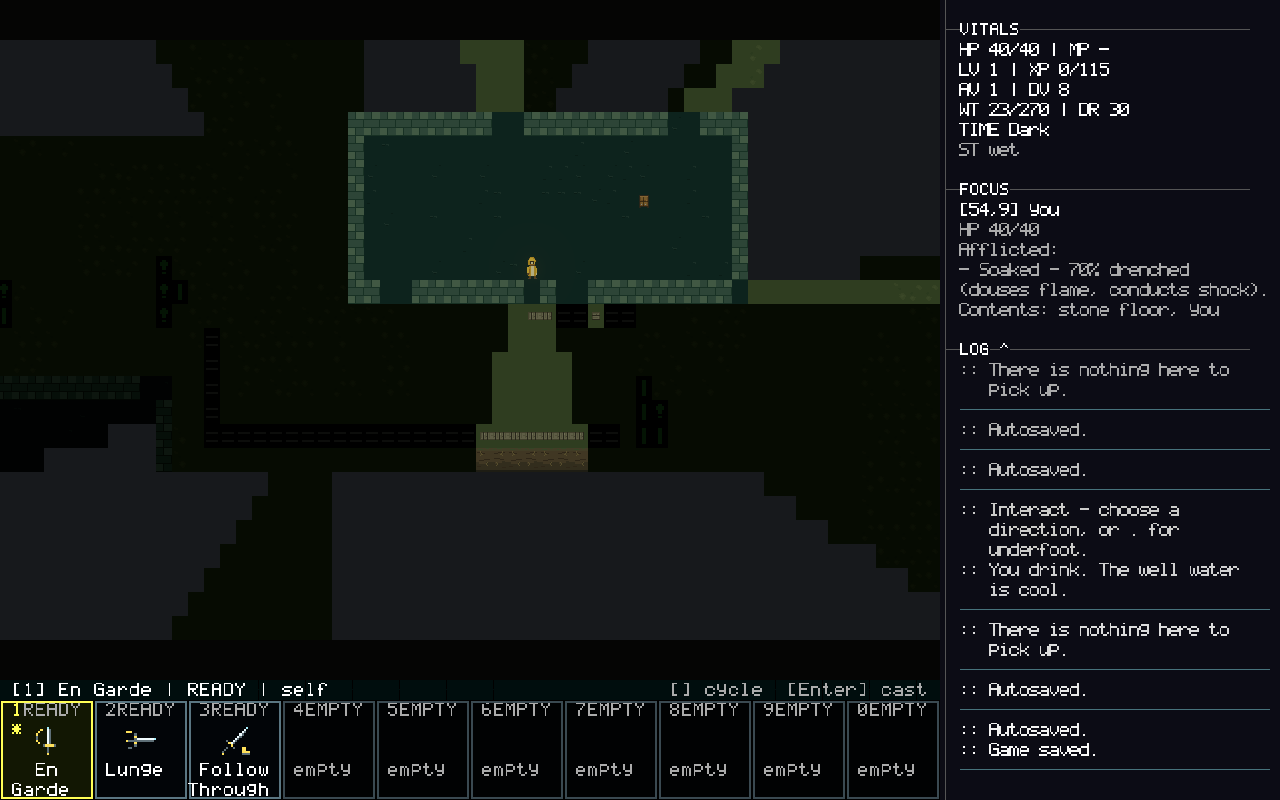 VITALS
HP 40/40 | MP -
LV 1 | XP 0/115
AV 1 | DV 8
WT 23/270 | DR 30
TIME Dark
ST wet
FOCUS
[54,9] You
HP 40/40
Afflicted:
- Soaked - 70% drenched
(douses flame, conducts shock).
Contents: stone floor, You
LOG ^
:: There is nothing here to
Pick uP.
:: Autosaved.
:: Autosaved.
:: Interact - choose a
direction, or . for
underfoot.
:: You drink. The well water
is cool.
:: There is nothing here to
Pick uP.
:: Autosaved.
:: Autosaved.
:: Game saved.
[1] En Garde | READY | self
[] cycle [Enter] cast
1READY 2READY 3READY 4EMPTY 5EMPTY 6EMPTY 7EMPTY 8EMPTY 9EMPTY 0EMPTY
*
En Garde
Lunge
Follow Through
emPty emPty emPty emPty emPty emPty emPty